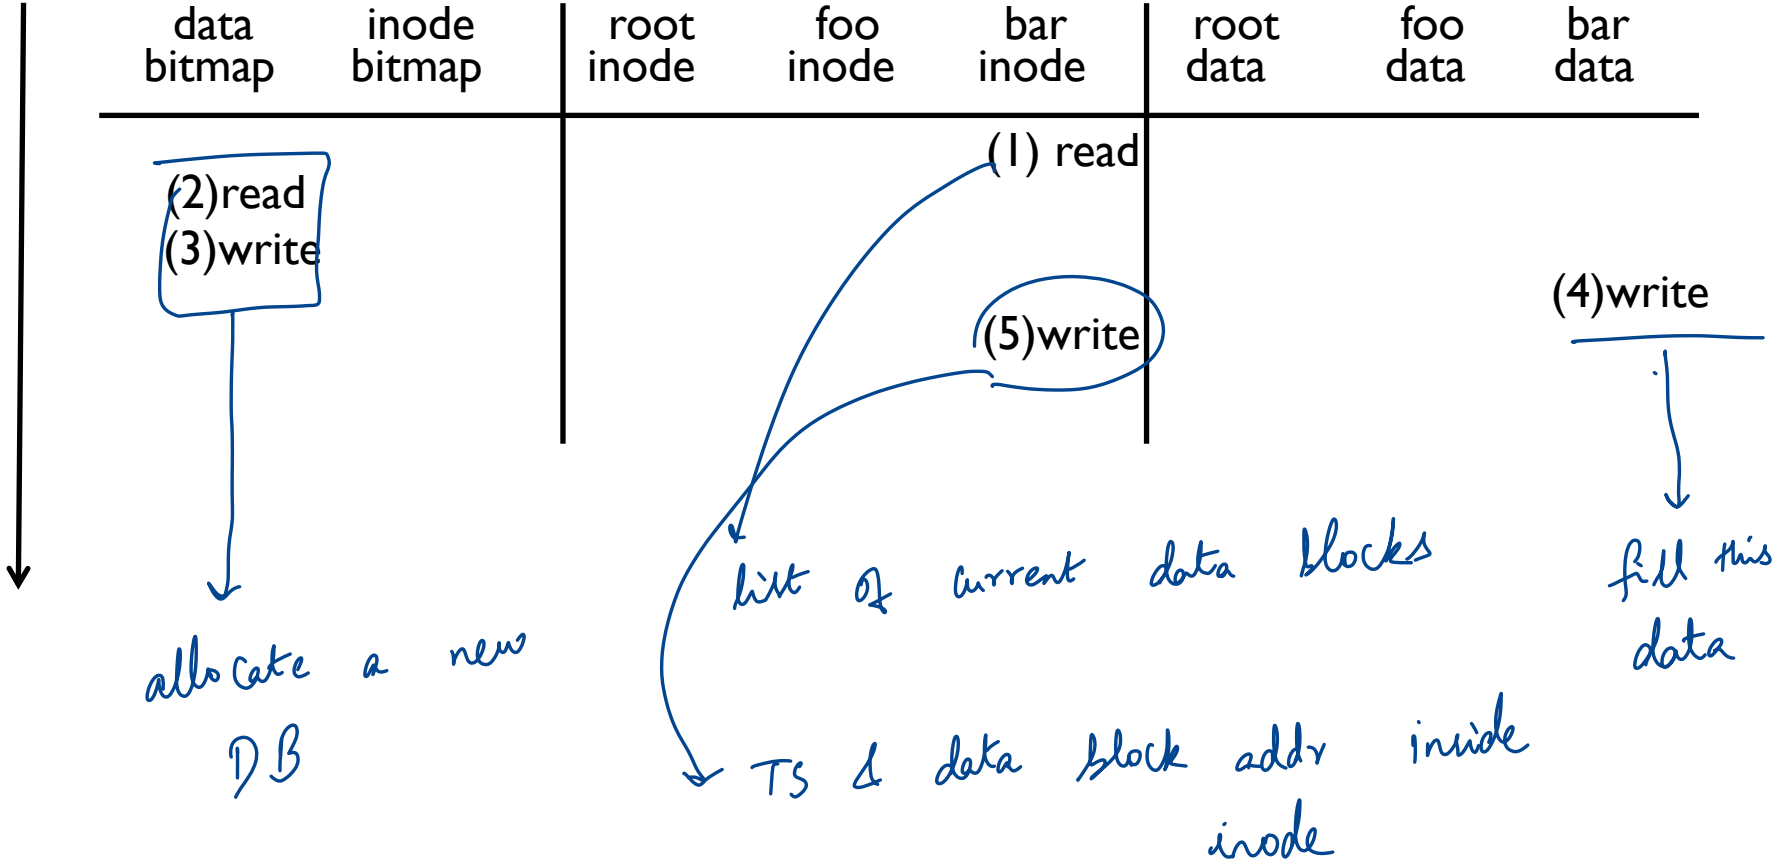 data inode root foo bar root foo bar
bitmap bitmap inode inode inode data data data
(1) read
(2)read
(3)write
(4)write
(5)write
list of current data blocks
fill this
data
allocate a new
DB
TS & data block addr inside
inode